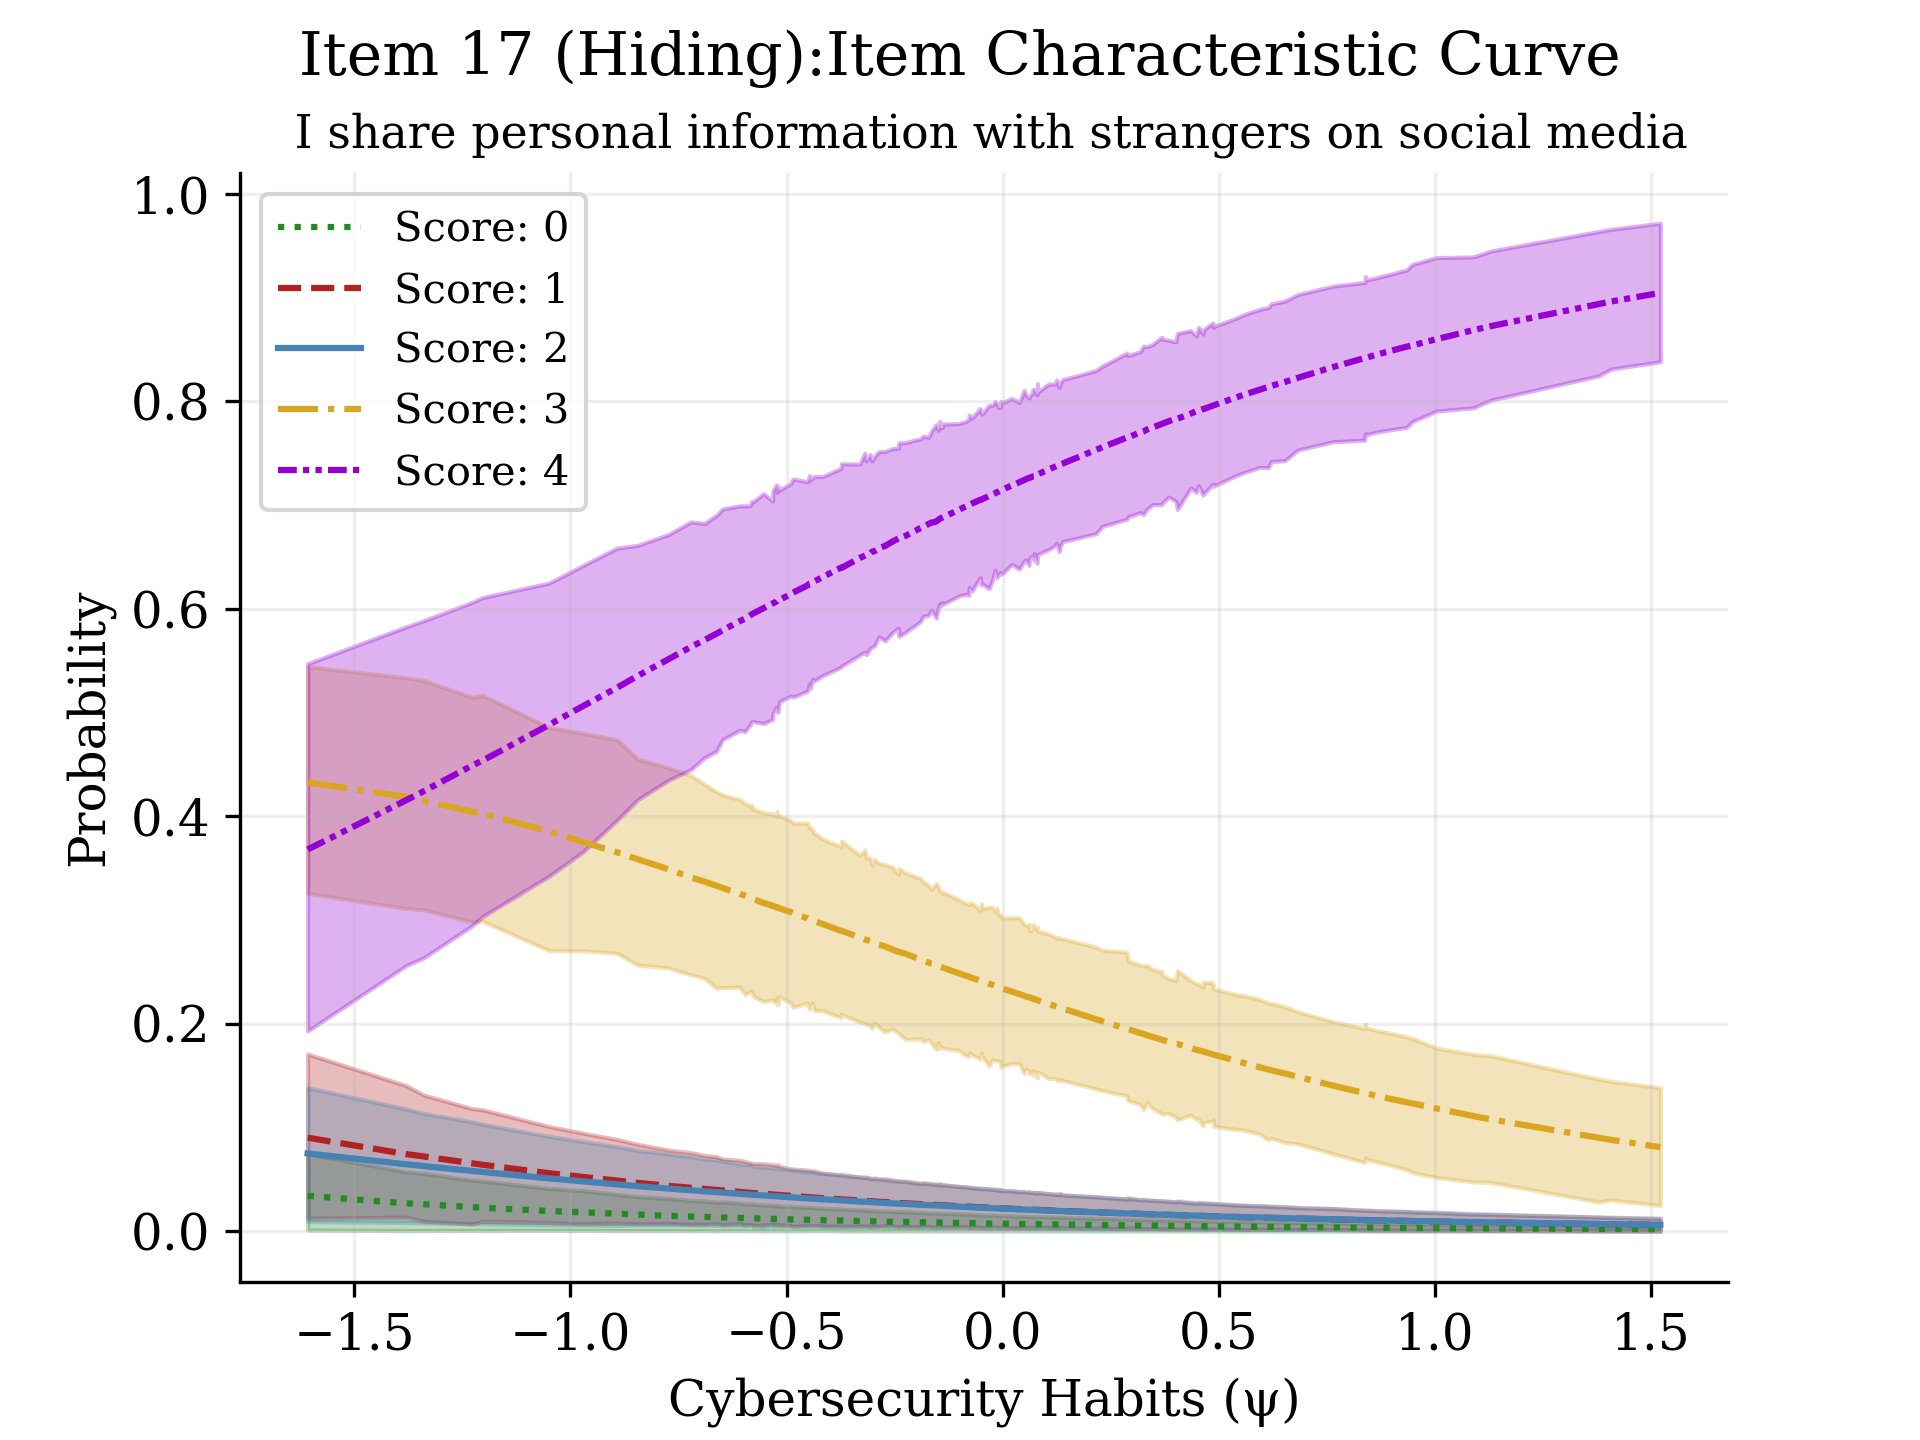 Item 17 (Hiding):Item Characteristic Curve
I share personal information with strangers on social media
Score: 0
Score: 1
Score: 2
Score: 3
Score: 4
Probability
1.0
0.8
0.6
0.4
0.2
0.0
−1.5 −1.0 −0.5 0.0 0.5 1.0 1.5
Cybersecurity Habits (ψ)